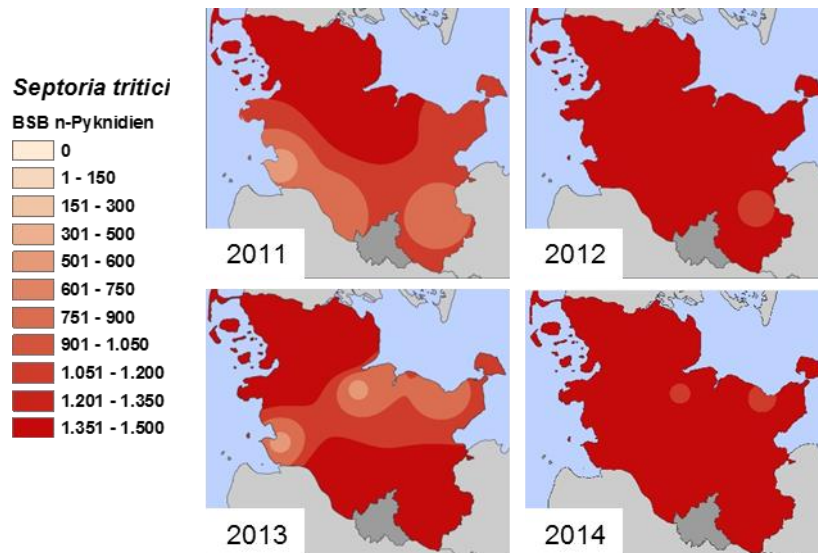 Septoria tritici
BSB n-Pyknidien
0
1 - 150
151 - 300
301 - 500
501 - 600
601 - 750
751 - 900
901 - 1.050
1.051 - 1.200
1.201 - 1.350
1.351 - 1.500
2011
2012
2013
2014